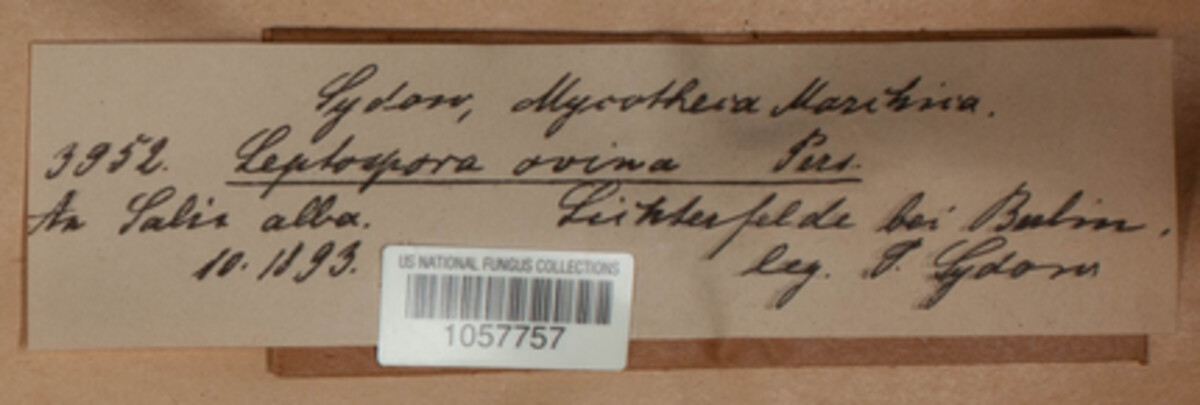 Sydow, Mycotheca Marchica.
3952. Leptospora ovina Pers.
An Salix alba. Lichterfelde bei Berlin,
10.1893. leg. P. Sydow
US NATIONAL FUNGUS COLLECTIONS
1057757